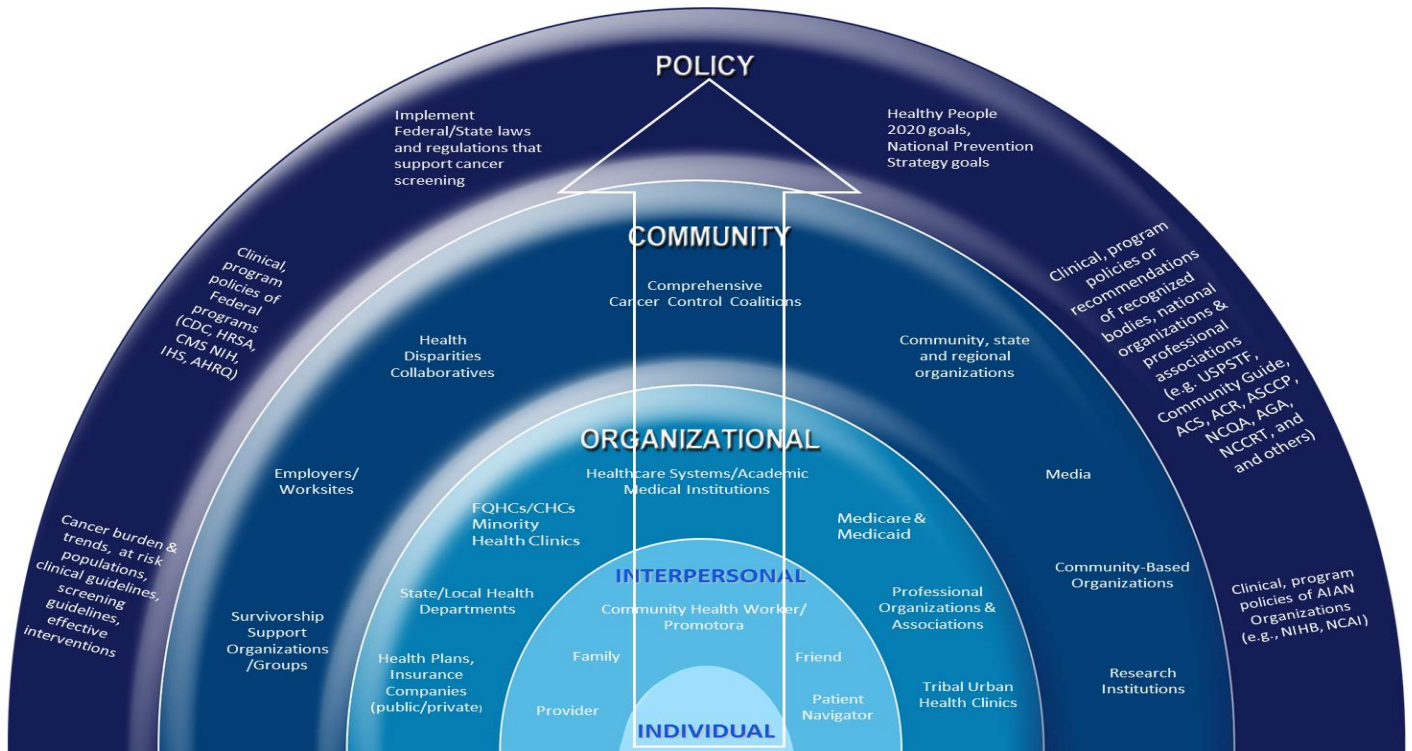 POLICY
Implement
Federal/State laws
and regulations that
support cancer
screening
Healthy People
2020 goals,
National Prevention
Strategy goals
Clinical,
program
policies of
Federal
programs
(CDC, HRSA,
CMS NIH,
IHS, AHRQ)
Clinical, program
policies or
recommendations
of recognized
bodies, national
organizations &
professional
associations
(e.g. USPSTF,
Community Guide,
ACS, ACR, ASCCP,
NCQA, AGA,
NCCRT, and
and others)
Cancer burden &
trends, at risk
populations,
clinical guidelines,
screening
guidelines,
effective
interventions
Clinical, program
policies of AIAN
Organizations
(e.g., NIHB, NCAI)
COMMUNITY
Comprehensive
Cancer Control Coalitions
Health
Disparities
Collaboratives
Community, state
and regional
organizations
Employers/
Worksites
Media
Survivorship
Support
Organizations
/Groups
Community-Based
Organizations
Research
Institutions
ORGANIZATIONAL
Healthcare Systems/Academic
Medical Institutions
FQHCs/CHCs
Minority
Health Clinics
Medicare &
Medicaid
State/Local Health
Departments
Professional
Organizations &
Associations
Health Plans,
Insurance
Companies
(public/private)
Tribal Urban
Health Clinics
INTERPERSONAL
Community Health Worker/
Promotora
Family
Friend
Provider
Patient
Navigator
INDIVIDUAL